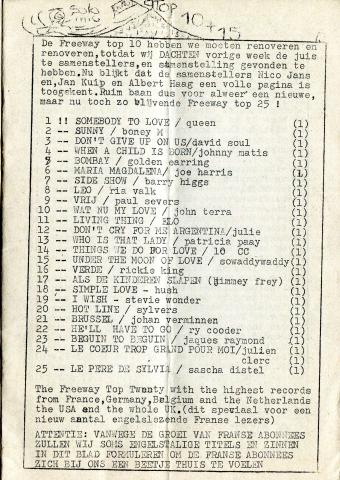 STOP
10 + 15
De Freeway top 10 hebben we moeten renoveren en
renoveren,totdat wij DACHTEN vorige week de juis
te samenstellers,en samenstelling gevonden te
hebben.Nu blijkt dat de samenstellers Nico Jans
en,Jan Kuip en Albert Haag een volle pagina is
toegekent.Ruim baan dus voor alweer een nieuwe,
maar nu toch zo blijvende Freeway top 25 !
1 !! SOMEBODY TO LOVE / queen (1)
2 -- SUNNY / boney M (1)
3 -- DON'T GIVE UP ON US/david soul (1)
4 -- WHEN A CHILD IS BORN/johnny matis (1)
5 -- BOMBAY / golden earring (1)
6 -- MARIA MAGDALENA/ joe harris (1)
7 -- SIDE SHOW / barry higgs (1)
8 -- LEO / ria valk (1)
9 -- VRIJ / paul severs (1)
10 -- WAT NU MY LOVE / john terra (1)
11 -- LIVING THING / ELO (1)
12 -- DON'T CRY FOR ME ARGENTINA/julie (1)
13 -- WHO IS THAT LADY / patricia paay (1)
14 -- THINGS WE DO FOR LOVE / 10 CC (1)
15 -- UNDER THE MOON OF LOVE / sowaddywaddy(1)
16 -- VERDE / rickie king (1)
17 -- ALS DE KINDEREN SLAPEN (jimmey frey) (1)
18 -- SIMPLE LOVE - hush (1)
19 -- I WISH - stevie wonder (1)
20 -- HOT LINE / sylvers (1)
21 -- BRUSSEL / johan verminnen (1)
22 -- HE'LL HAVE TO GO / ry cooder (1)
23 -- BEGUIN TO BEGUIN / jaques raymond (1)
24 -- LE COEUR TROP GRAND POUR MOI/julien (1)
clerc (1)
25 -- LE PERE DE SYLVIA / sascha distel (1)
The Freeway Top Twenty with the highest records
from France,Germany,Belgium and the Netherlands
the USA and the whole UK.(dit spewiaal voor een
nieuw aantal engelslezende Franse lezers)
ATTENTIE: VANWEGE DE GROEI VAN FRANSE ABONNEES
ZULLEN WIJ SOMS ENGELSTALIGE TITELS EN ZINNEN
IN DIT BLAD FORMULEREN OM DE FRANSE ABONNEES
ZICH BIJ ONS EEN BEETJE THUIS TE VOELEN